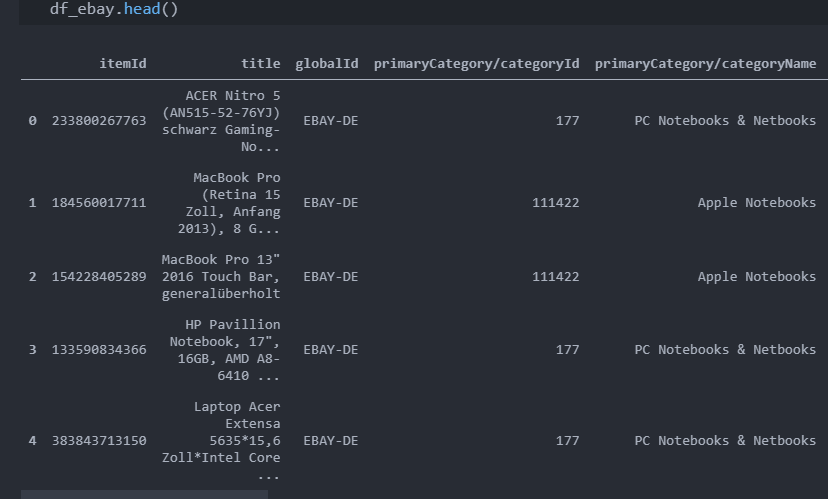 df_ebay.head()
itemId title globalId primaryCategory/categoryId primaryCategory/categoryName
ACER Nitro 5
0 233800267763 (AN515-52-76YJ) EBAY-DE 177 PC Notebooks & Netbooks
schwarz Gaming-
No...
MacBook Pro
(Retina 15
1 184560017711 Zoll, Anfang EBAY-DE 111422 Apple Notebooks
2013), 8 G...
MacBook Pro 13"
2 154228405289 2016 Touch Bar, EBAY-DE 111422 Apple Notebooks
generalüberholt
HP Pavillion
Notebook, 17",
3 133590834366 16GB, AMD A8- EBAY-DE 177 PC Notebooks & Netbooks
6410 ...
Laptop Acer
Extensa
4 383843713150 5635*15,6 EBAY-DE 177 PC Notebooks & Netbooks
Zoll*Intel Core
...